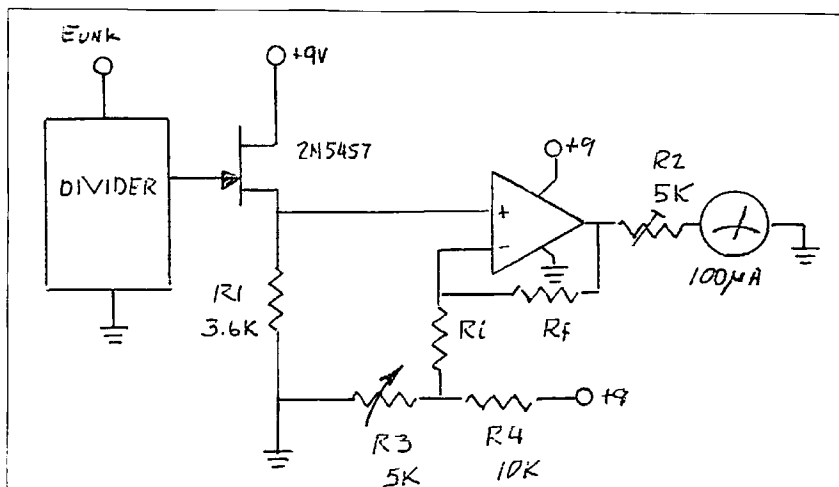 EUNK
+9V
2N5457
DIVIDER
+9
R2
5K
+
-
100μA
R1
3.6K
Ri
Rf
+9
R3
5K
R4
10K